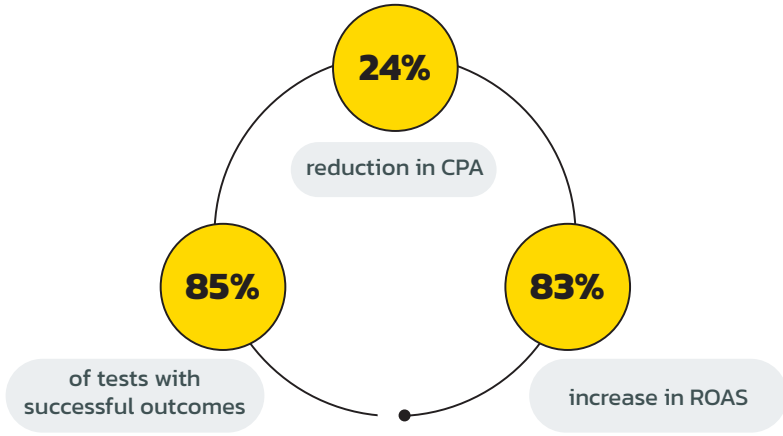 24%
reduction in CPA
85%
of tests with
successful outcomes
83%
increase in ROAS